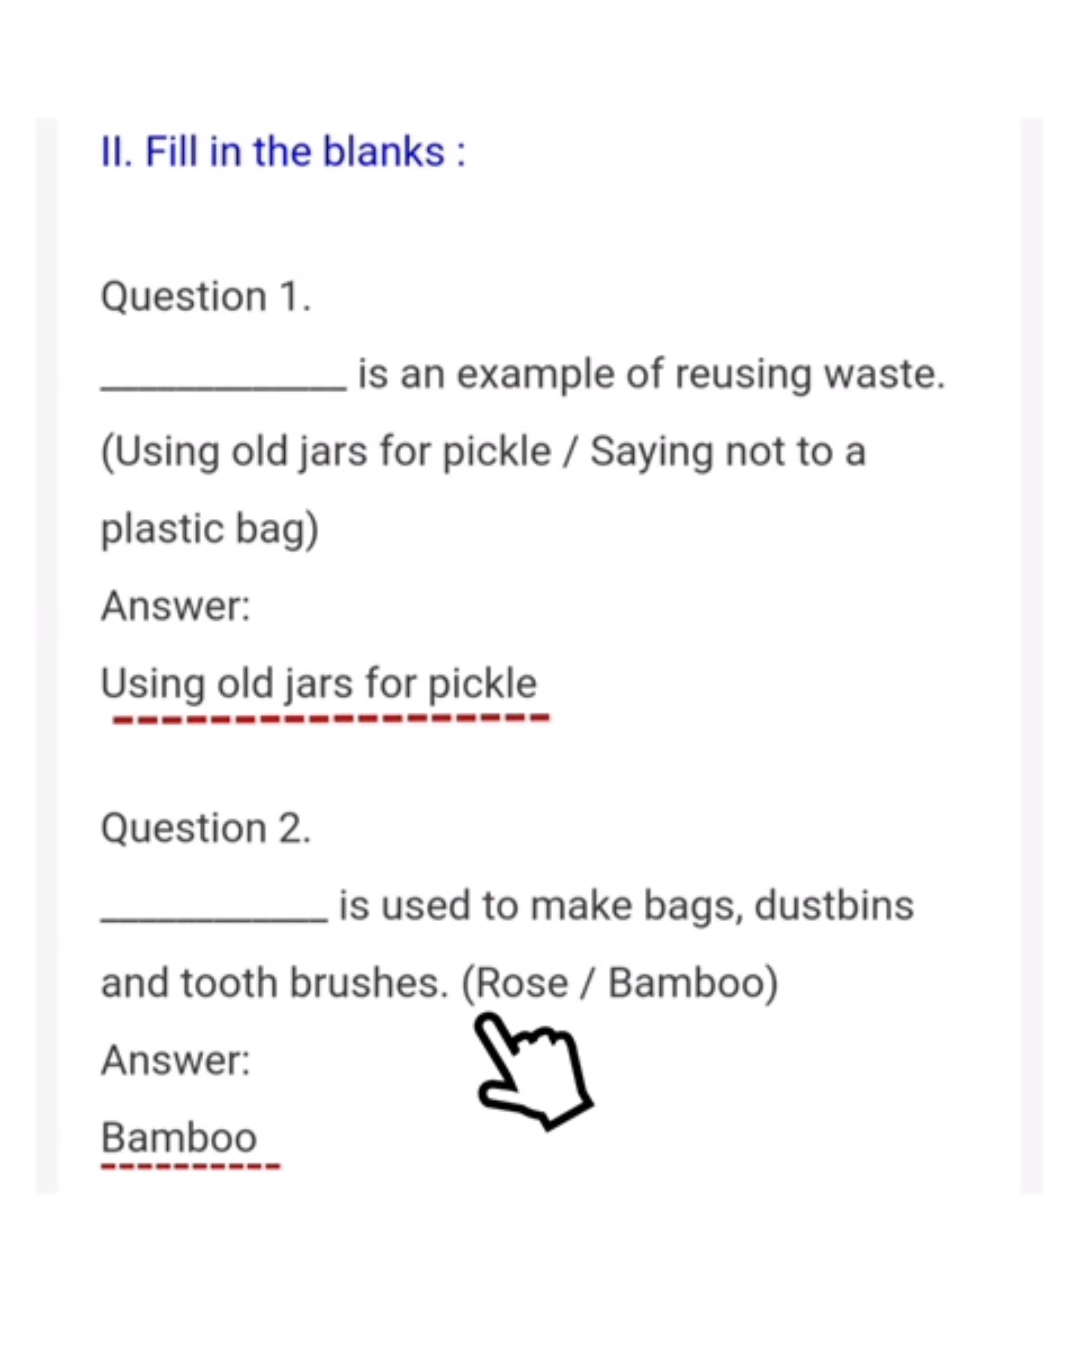 II. Fill in the blanks :
Question 1.
_____________ is an example of reusing waste.
(Using old jars for pickle / Saying not to a
plastic bag)
Answer:
Using old jars for pickle
Question 2.
____________ is used to make bags, dustbins
and tooth brushes. (Rose / Bamboo)
Answer:
Bamboo